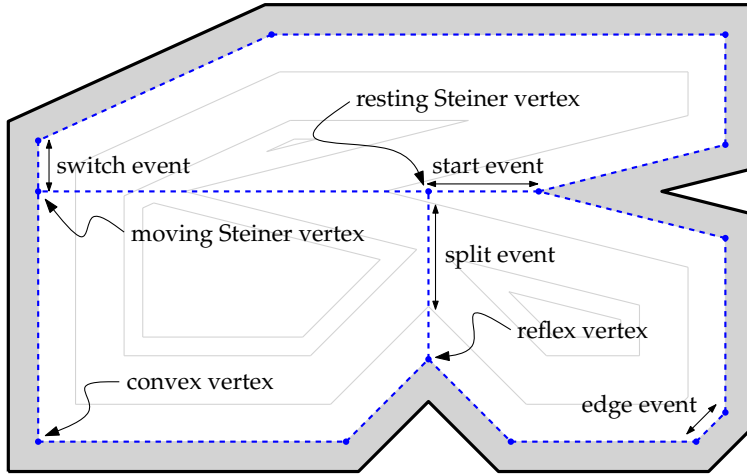 resting Steiner vertex
switch event
start event
moving Steiner vertex
split event
reflex vertex
convex vertex
edge event